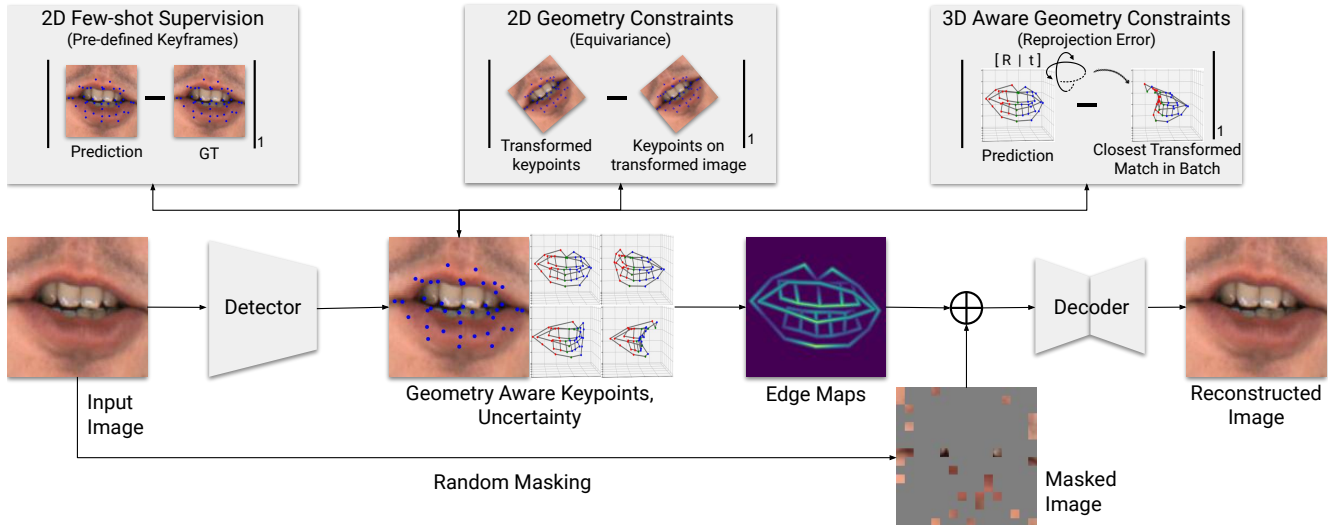 2D Few-shot Supervision
(Pre-defined Keyframes)
1
Prediction
GT
2D Geometry Constraints
(Equivariance)
1
Transformed
keypoints
Keypoints on
transformed image
3D Aware Geometry Constraints
(Reprojection Error)
[R | t]
1
Prediction
Closest Transformed
Match in Batch
Detector
Decoder
Input
Image
Geometry Aware Keypoints,
Uncertainty
Edge Maps
Reconstructed
Image
Random Masking
Masked
Image